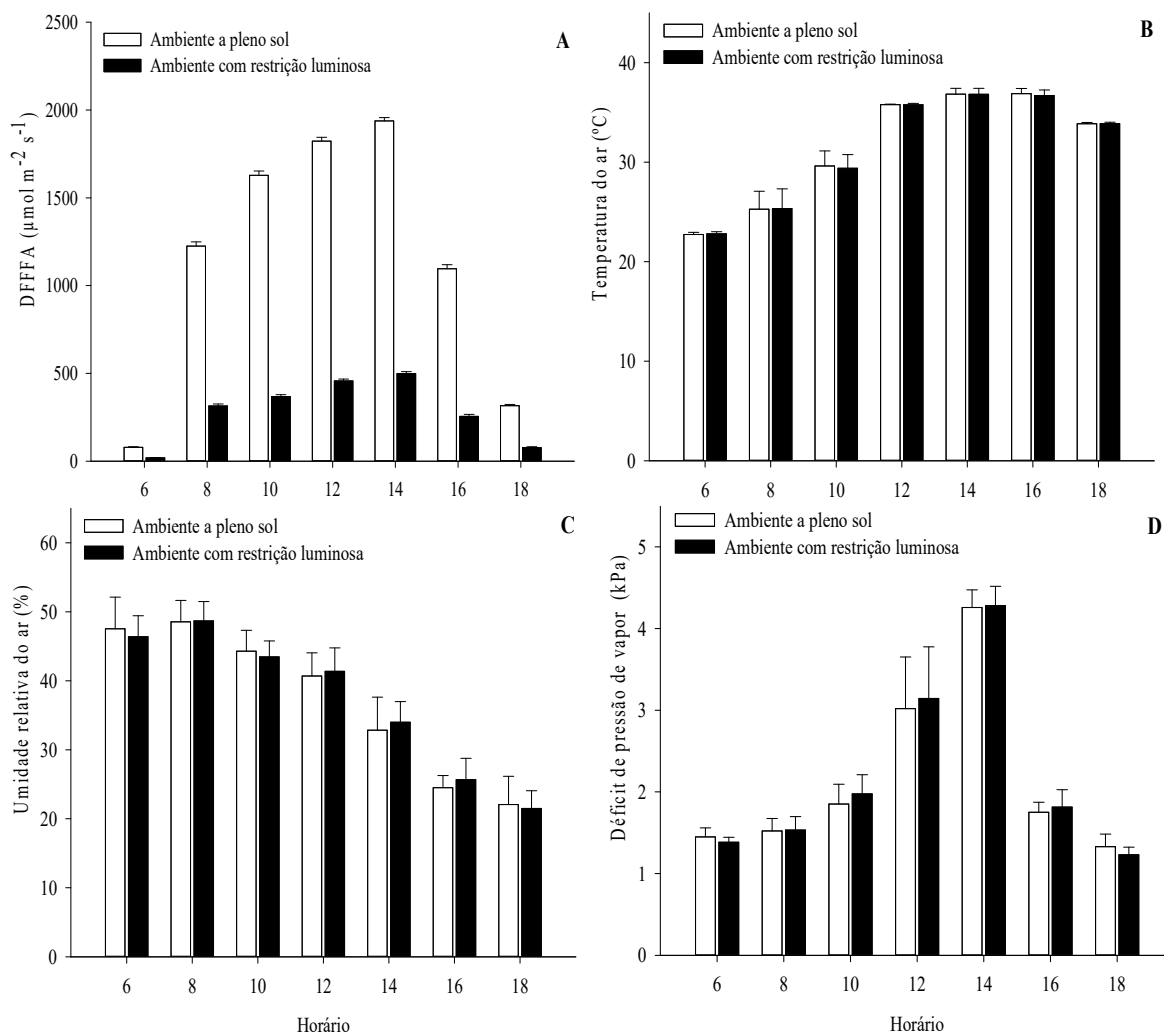 A
Ambiente a pleno sol
Ambiente com restrição luminosa
DFFFA (µmol m⁻² s⁻¹)
2500
2000
1500
1000
500
0
6 8 10 12 14 16 18
B
Ambiente a pleno sol
Ambiente com restrição luminosa
Temperatura do ar (ºC)
40
30
20
10
0
6 8 10 12 14 16 18
C
Ambiente a pleno sol
Ambiente com restrição luminosa
Umidade relativa do ar (%)
60
50
40
30
20
10
0
6 8 10 12 14 16 18
Horário
D
Ambiente a pleno sol
Ambiente com restrição luminosa
Déficit de pressão de vapor (kPa)
5
4
3
2
1
0
6 8 10 12 14 16 18
Horário